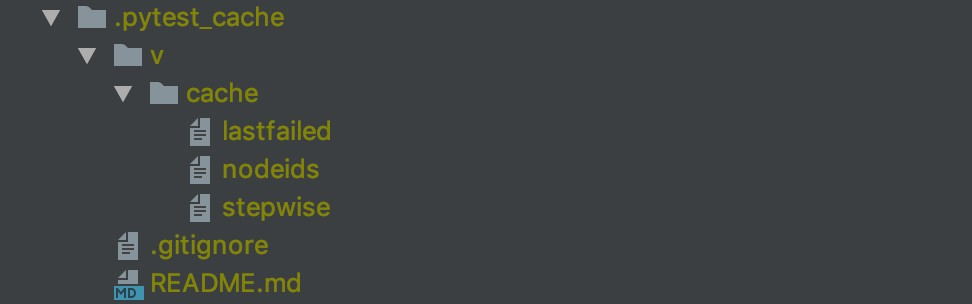 .pytest_cache
v
cache
lastfailed
nodeids
stepwise
.gitignore
MD README.md